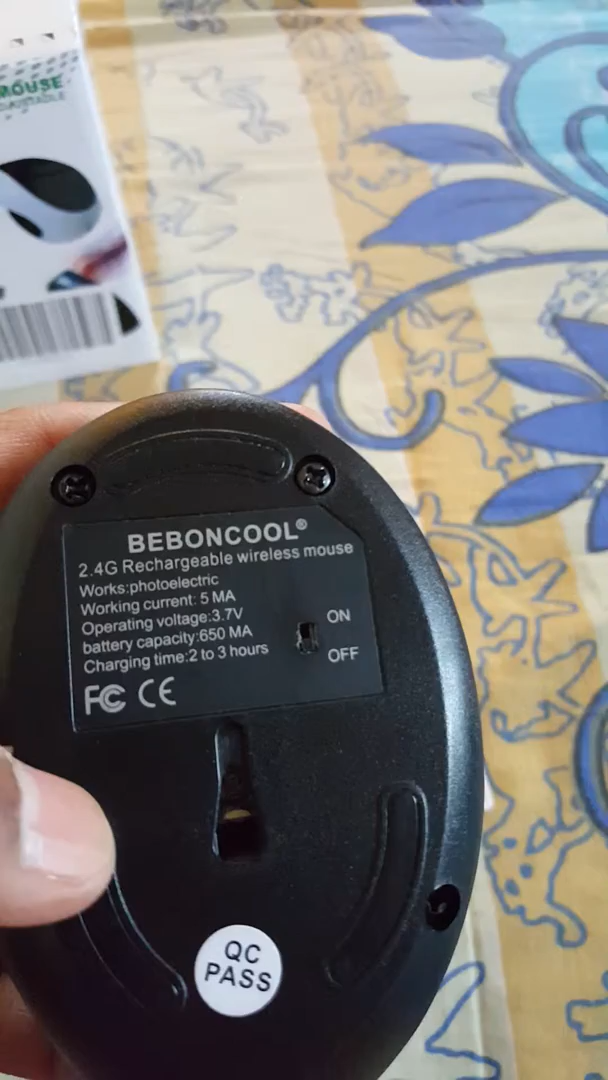 MOUSE
BEBONCOOL®
2.4G Rechargeable wireless mouse
Works:photoelectric
Working current: 5 MA
Operating voltage:3.7V
battery capacity:650 MA
Charging time:2 to 3 hours
ON
OFF
FC CE
QC
PASS